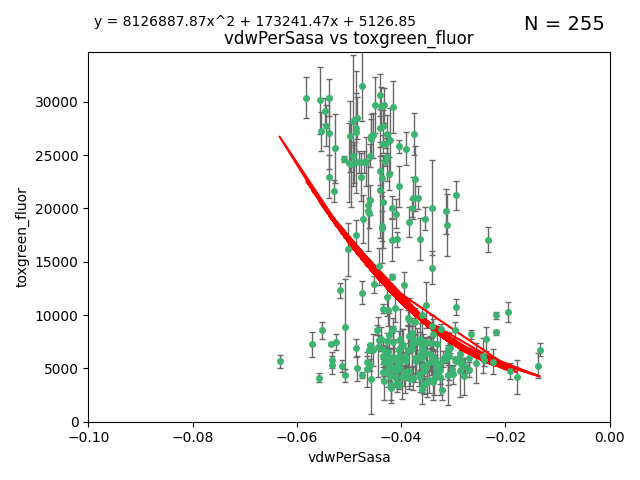 y = 8126887.87x^2 + 173241.47x + 5126.85
N = 255
vdwPerSasa vs toxgreen_fluor
30000
25000
20000
15000
10000
5000
0
toxgreen_fluor
−0.10
−0.08
−0.06
−0.04
−0.02
0.00
vdwPerSasa